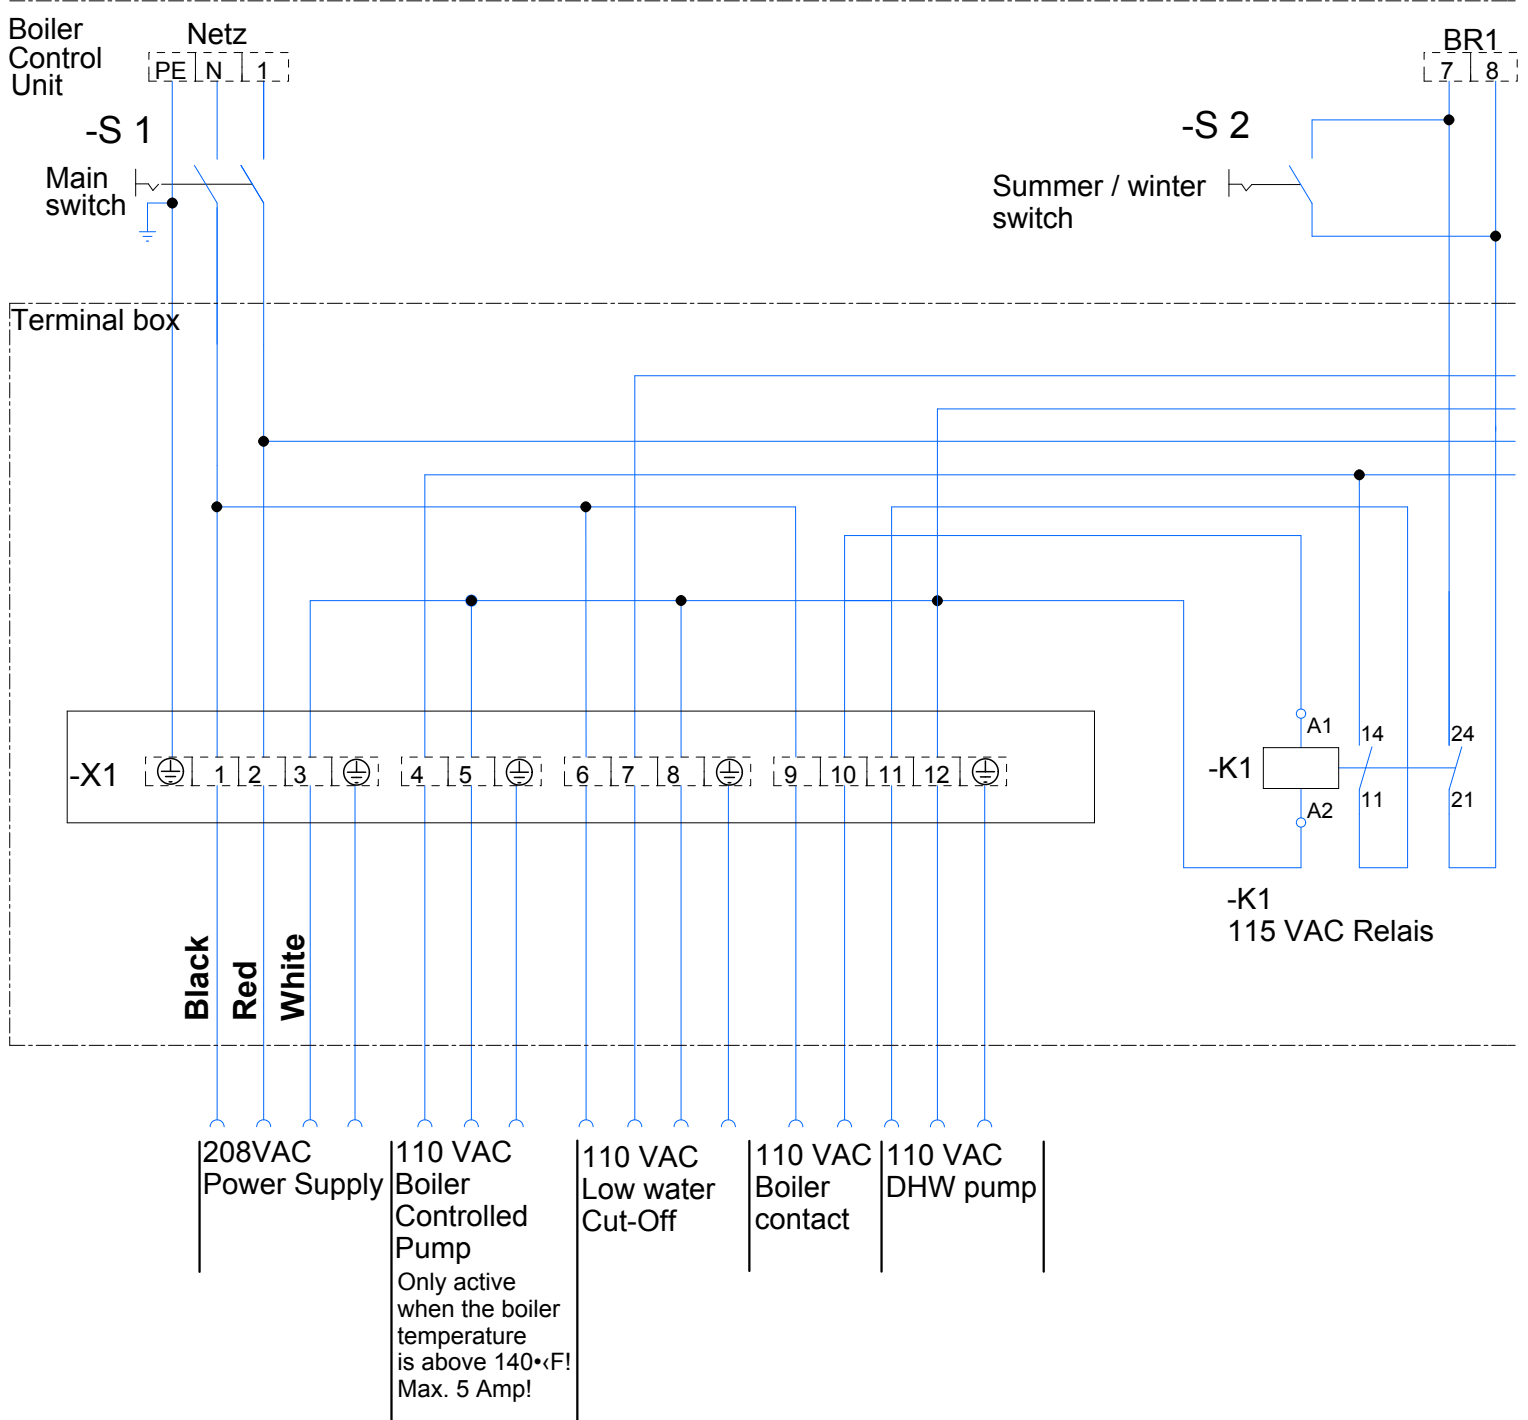 Boiler
Control
Unit
Netz
PE N 1
BR1
7 8
-S 1
Main
switch
-S 2
Summer / winter
switch
Terminal box
-X1
1 2 3
4 5
6 7 8
9 10 11 12
-K1
A1
A2
14
11
24
21
-K1
115 VAC Relais
Black
Red
White
208VAC
Power Supply
110 VAC
Boiler
Controlled
Pump
Only active
when the boiler
temperature
is above 140•‹F!
Max. 5 Amp!
110 VAC
Low water
Cut-Off
110 VAC
Boiler
contact
110 VAC
DHW pump